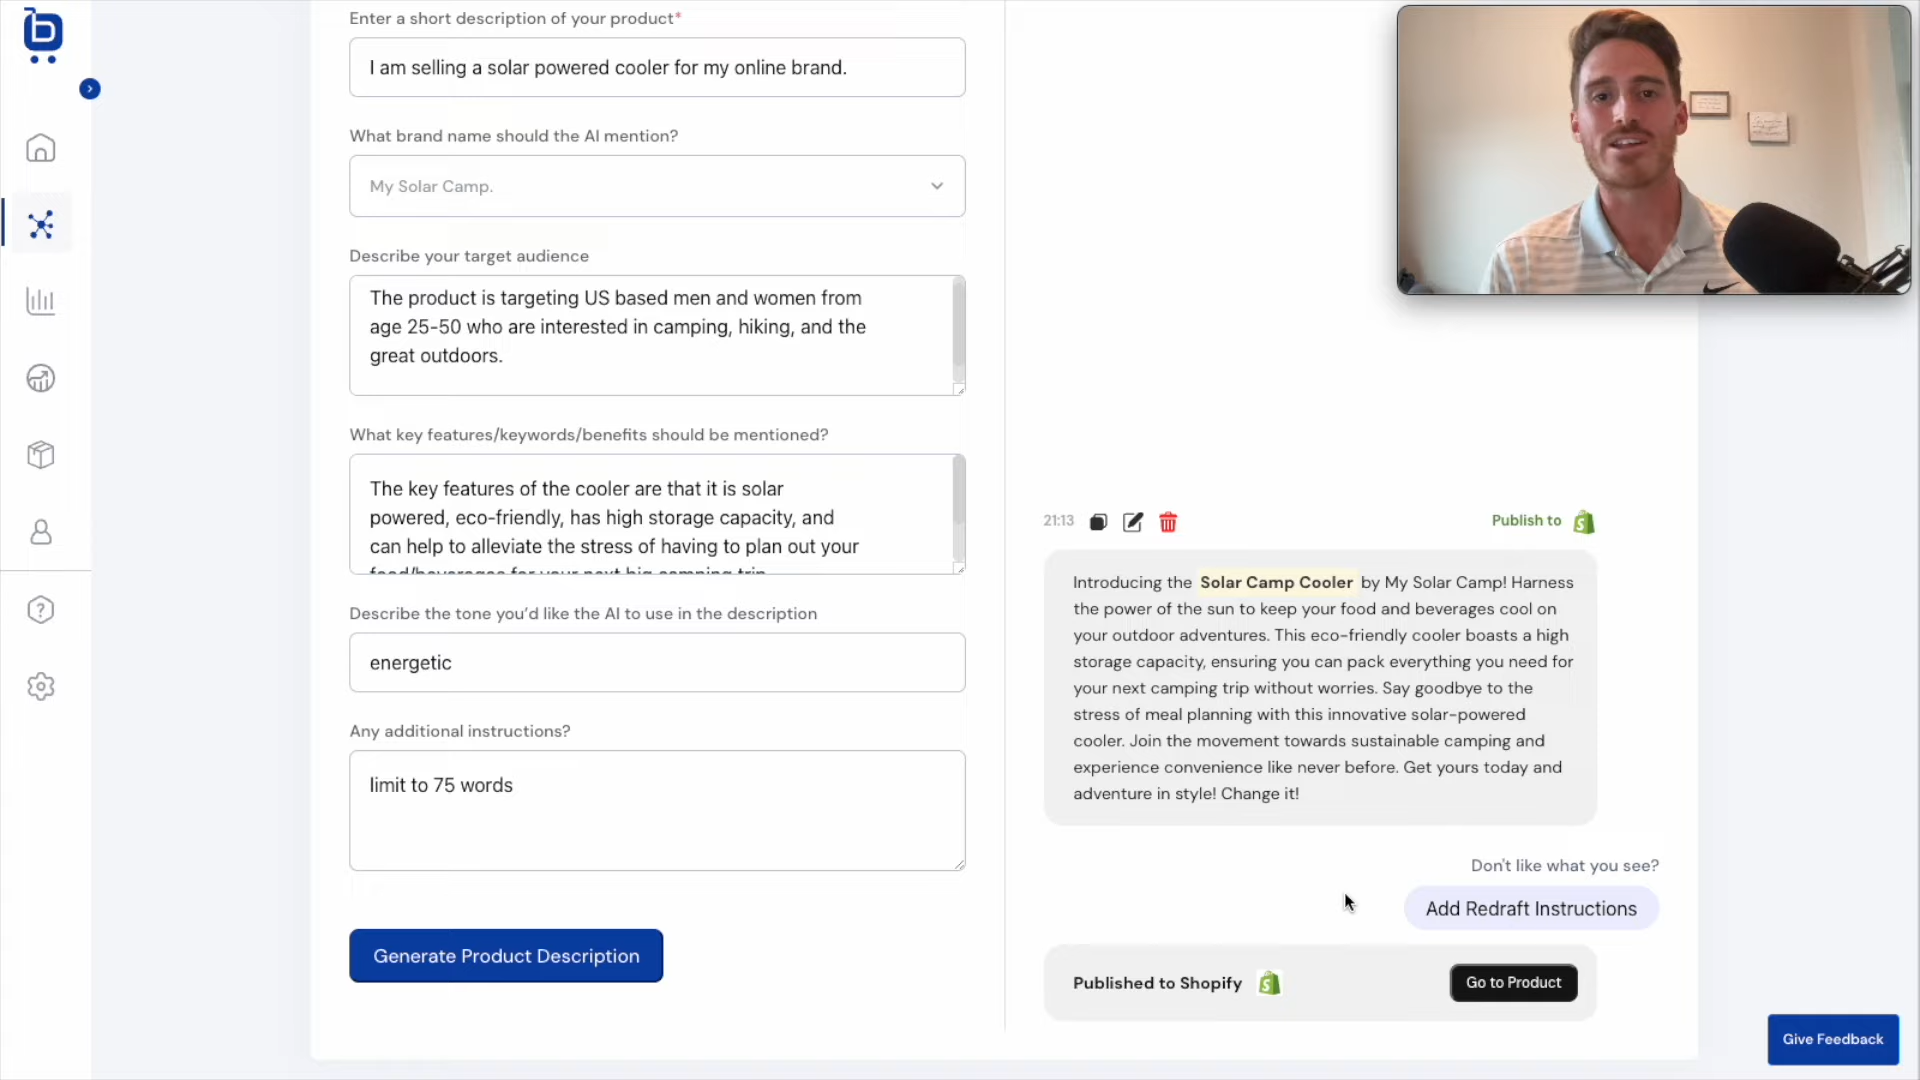 Enter a short description of your product*
I am selling a solar powered cooler for my online brand.
What brand name should the AI mention?
My Solar Camp.
Describe your target audience
The product is targeting US based men and women from
age 25-50 who are interested in camping, hiking, and the
great outdoors.
What key features/keywords/benefits should be mentioned?
The key features of the cooler are that it is solar
powered, eco-friendly, has high storage capacity, and
can help to alleviate the stress of having to plan out your
food/beverages for your next big camping trip
Describe the tone you’d like the AI to use in the description
energetic
Any additional instructions?
limit to 75 words
Generate Product Description
21:13
Publish to
Introducing the Solar Camp Cooler by My Solar Camp! Harness
the power of the sun to keep your food and beverages cool on
your outdoor adventures. This eco-friendly cooler boasts a high
storage capacity, ensuring you can pack everything you need for
your next camping trip without worries. Say goodbye to the
stress of meal planning with this innovative solar-powered
cooler. Join the movement towards sustainable camping and
experience convenience like never before. Get yours today and
adventure in style! Change it!
Don't like what you see?
Add Redraft Instructions
Published to Shopify
Go to Product
Give Feedback